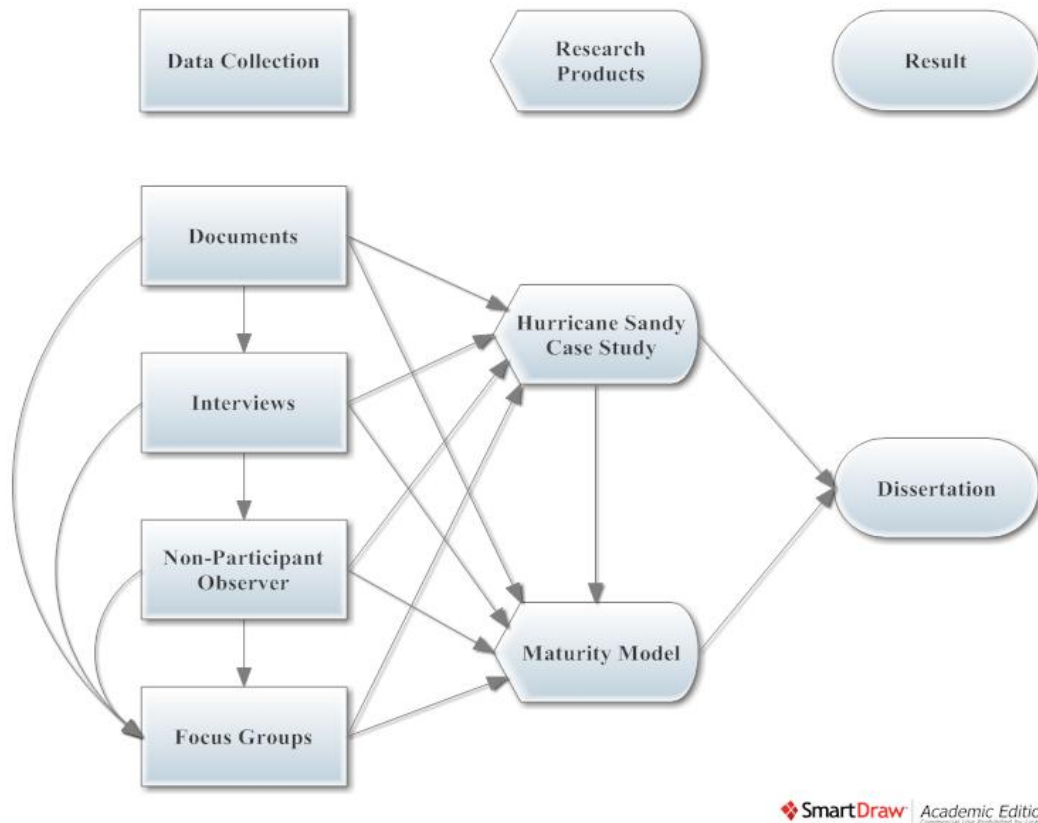 Data Collection
Research
Products
Result
Documents
Hurricane Sandy
Case Study
Interviews
Dissertation
Non-Participant
Observer
Maturity Model
Focus Groups
SmartDraw Academic Editio